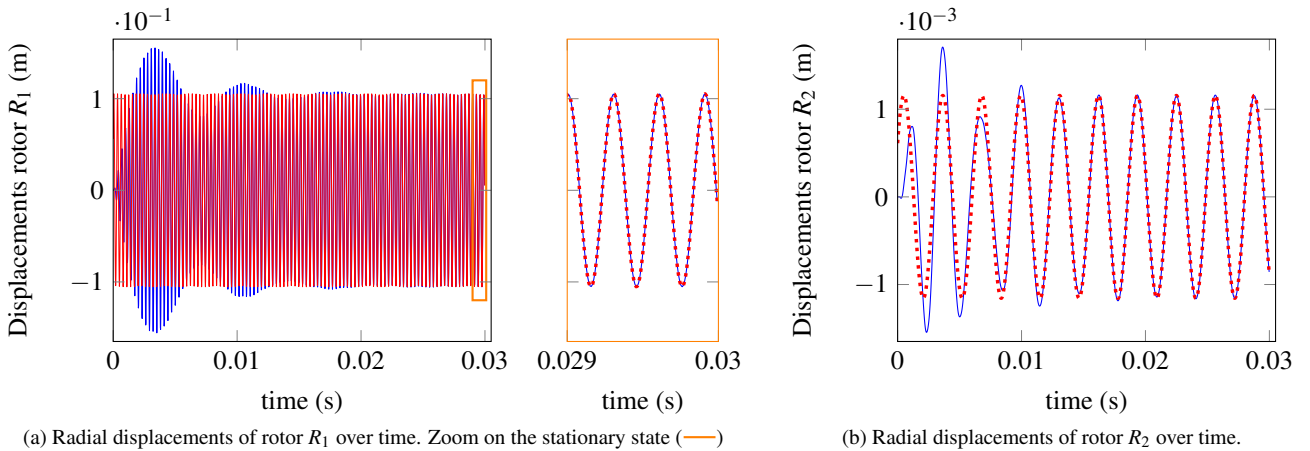 ·10⁻¹
Displacements rotor R₁ (m)
1
0
−1
0
0.01
0.02
0.03
time (s)
0.029
0.03
time (s)
(a) Radial displacements of rotor R₁ over time. Zoom on the stationary state (—)
·10⁻³
Displacements rotor R₂ (m)
1
0
−1
0
0.01
0.02
0.03
time (s)
(b) Radial displacements of rotor R₂ over time.